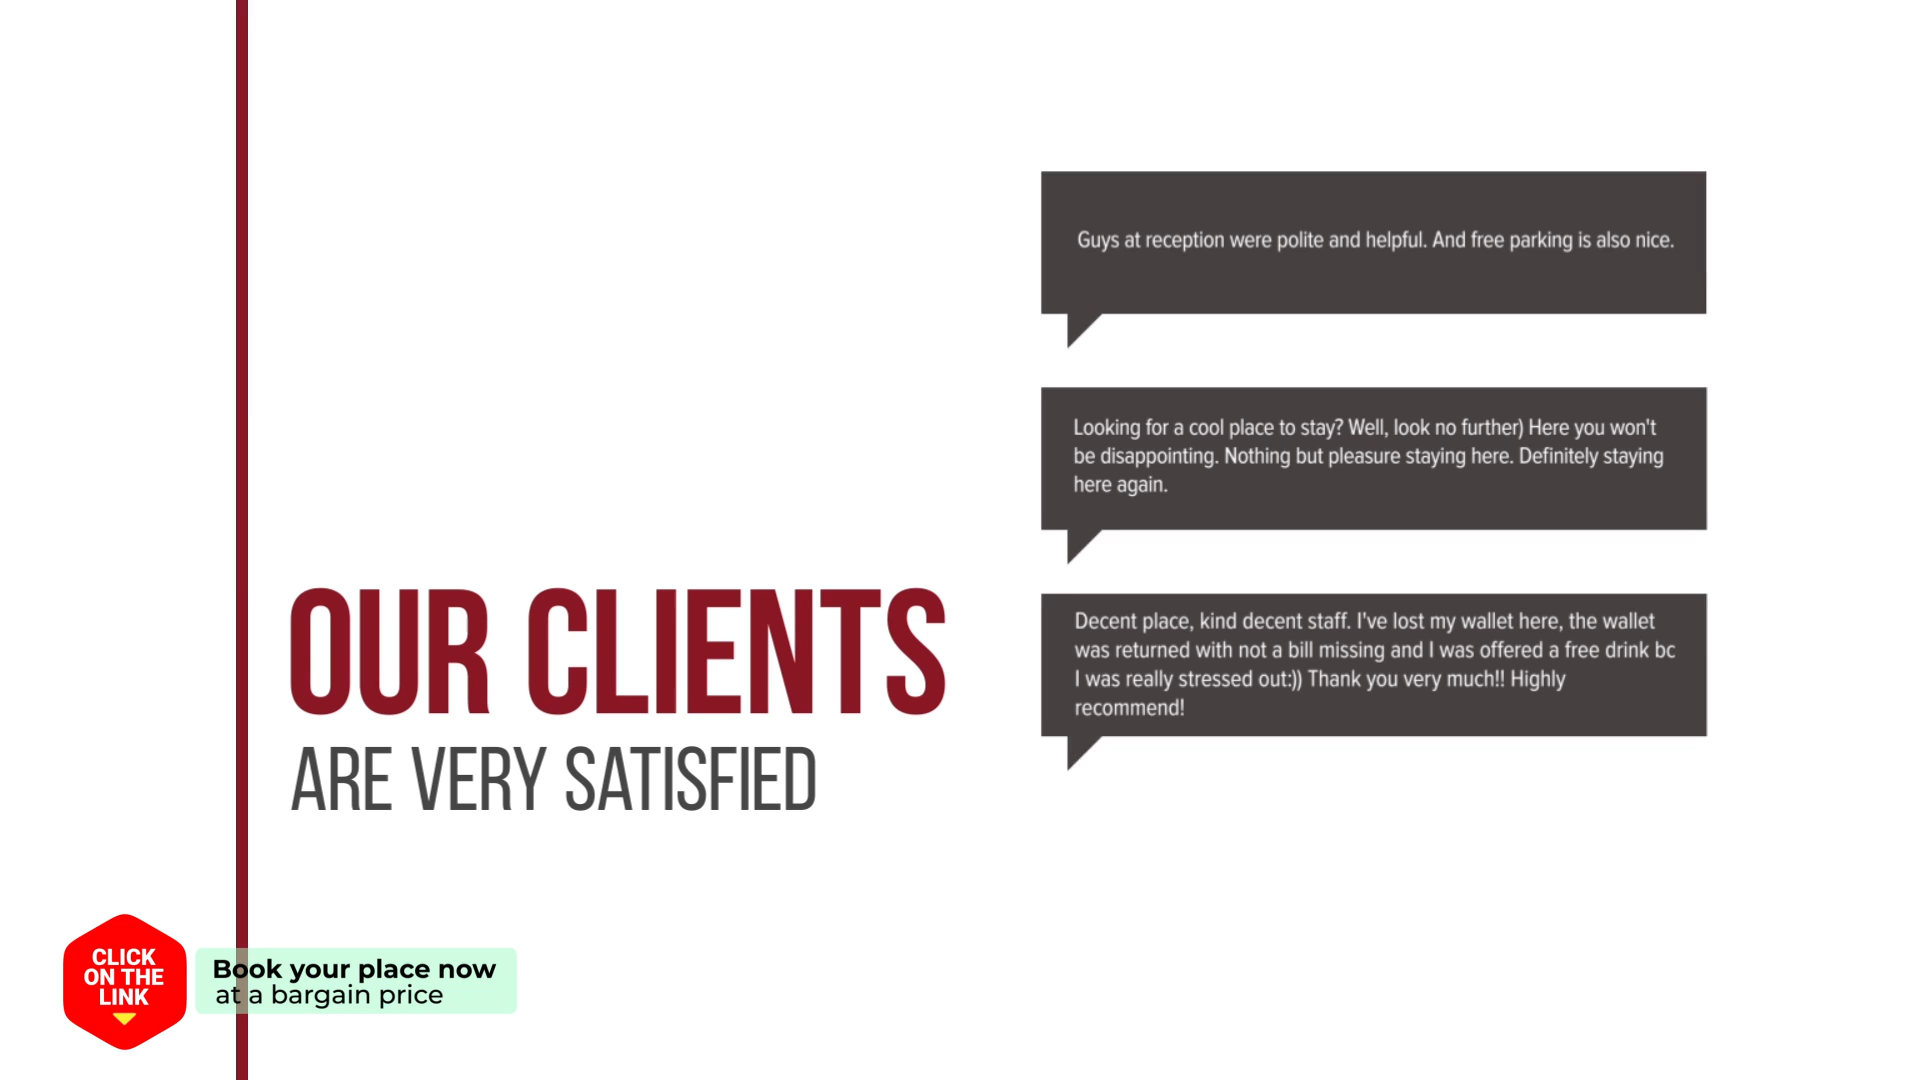 Guys at reception were polite and helpful. And free parking is also nice.
Looking for a cool place to stay? Well, look no further) Here you won't
be disappointing. Nothing but pleasure staying here. Definitely staying
here again.
Decent place, kind decent staff. I've lost my wallet here, the wallet
was returned with not a bill missing and I was offered a free drink bc
I was really stressed out:)) Thank you very much!! Highly
recommend!
OUR CLIENTS
ARE VERY SATISFIED
CLICK
ON THE
LINK
Book your place now
at a bargain price